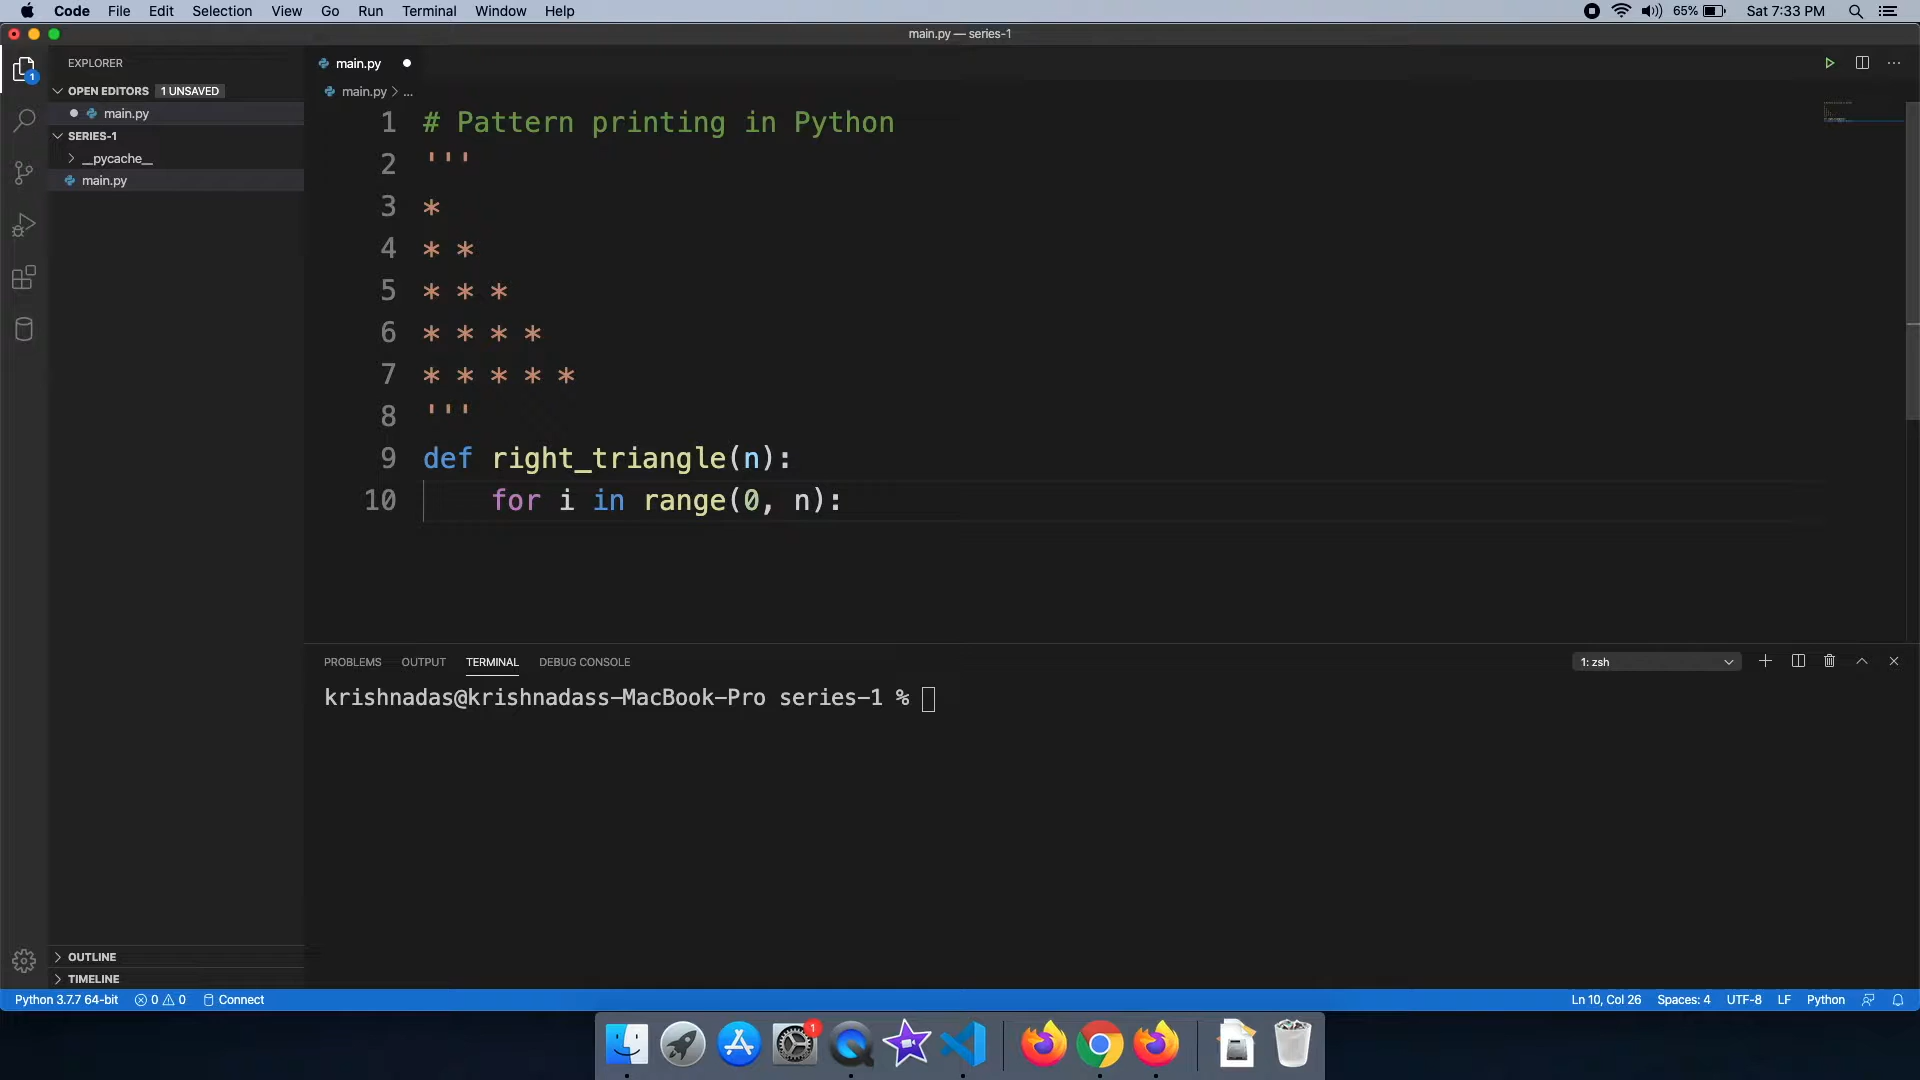 Code File Edit Selection View Go Run Terminal Window Help 65% Sat 7:33 PM
main.py — series-1
EXPLORER
OPEN EDITORS 1 UNSAVED
main.py
SERIES-1
__pycache__
main.py
OUTLINE
TIMELINE
1
main.py
main.py > ...
1 # Pattern printing in Python
2 '''
3 *
4 * *
5 * * *
6 * * * *
7 * * * * *
8 '''
9 def right_triangle(n):
10 for i in range(0, n):
PROBLEMS OUTPUT TERMINAL DEBUG CONSOLE 1: zsh
krishnadas@krishnadass-MacBook-Pro series-1 %
Python 3.7.7 64-bit 0 0 Connect Ln 10, Col 26 Spaces: 4 UTF-8 LF Python
1